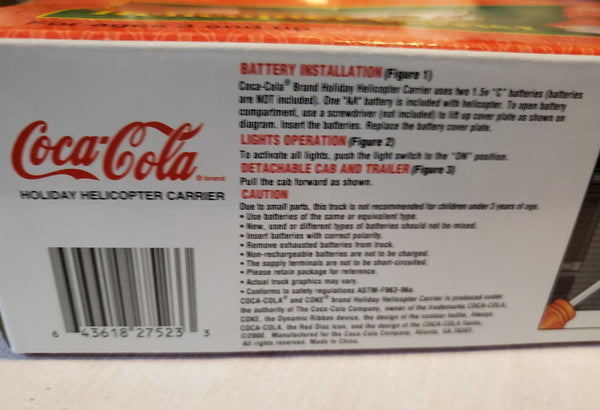 for ages 3 and up
BATTERY INSTALLATION (Figure 1)
Coca-Cola® Brand Holiday Helicopter Carrier uses two 1.5v "C" batteries (batteries
are NOT included). One "AA" battery is included with helicopter. To open battery
compartment, use a screwdriver (not included) to lift up cover plate as shown on
diagram. Insert the batteries. Replace the battery cover plate.
LIGHTS OPERATION (Figure 2)
To activate all lights, push the light switch to the "ON" position.
DETACHABLE CAB AND TRAILER (Figure 3)
Pull the cab forward as shown.
CAUTION
Due to small parts, this truck is not recommended for children under 3 years of age.
• Use batteries of the same or equivalent type.
• New, used or different types of batteries should not be mixed.
• Insert batteries with correct polarity.
• Remove exhausted batteries from truck.
• Non-rechargeable batteries are not to be charged.
• The supply terminals are not to be short-circuited.
• Please retain package for reference.
• Actual truck graphics may vary.
• Conforms to safety regulations ASTM-F963-96a.
COCA-COLA® and COKE® brand Holiday Helicopter Carrier is produced under
the authority of The Coca-Cola Company, owner of the trademarks COCA-COLA,
COKE, the Dynamic Ribbon device, the design of the contour bottle, Always
COCA-COLA, the Red Disc Icon, and the design of the COCA-COLA Santa.
©2000. Manufactured for the Coca-Cola Company, Atlanta, GA 30301.
All rights reserved. Made in China.
Coca-Cola
® brand
HOLIDAY HELICOPTER CARRIER
6 43618 27523 3